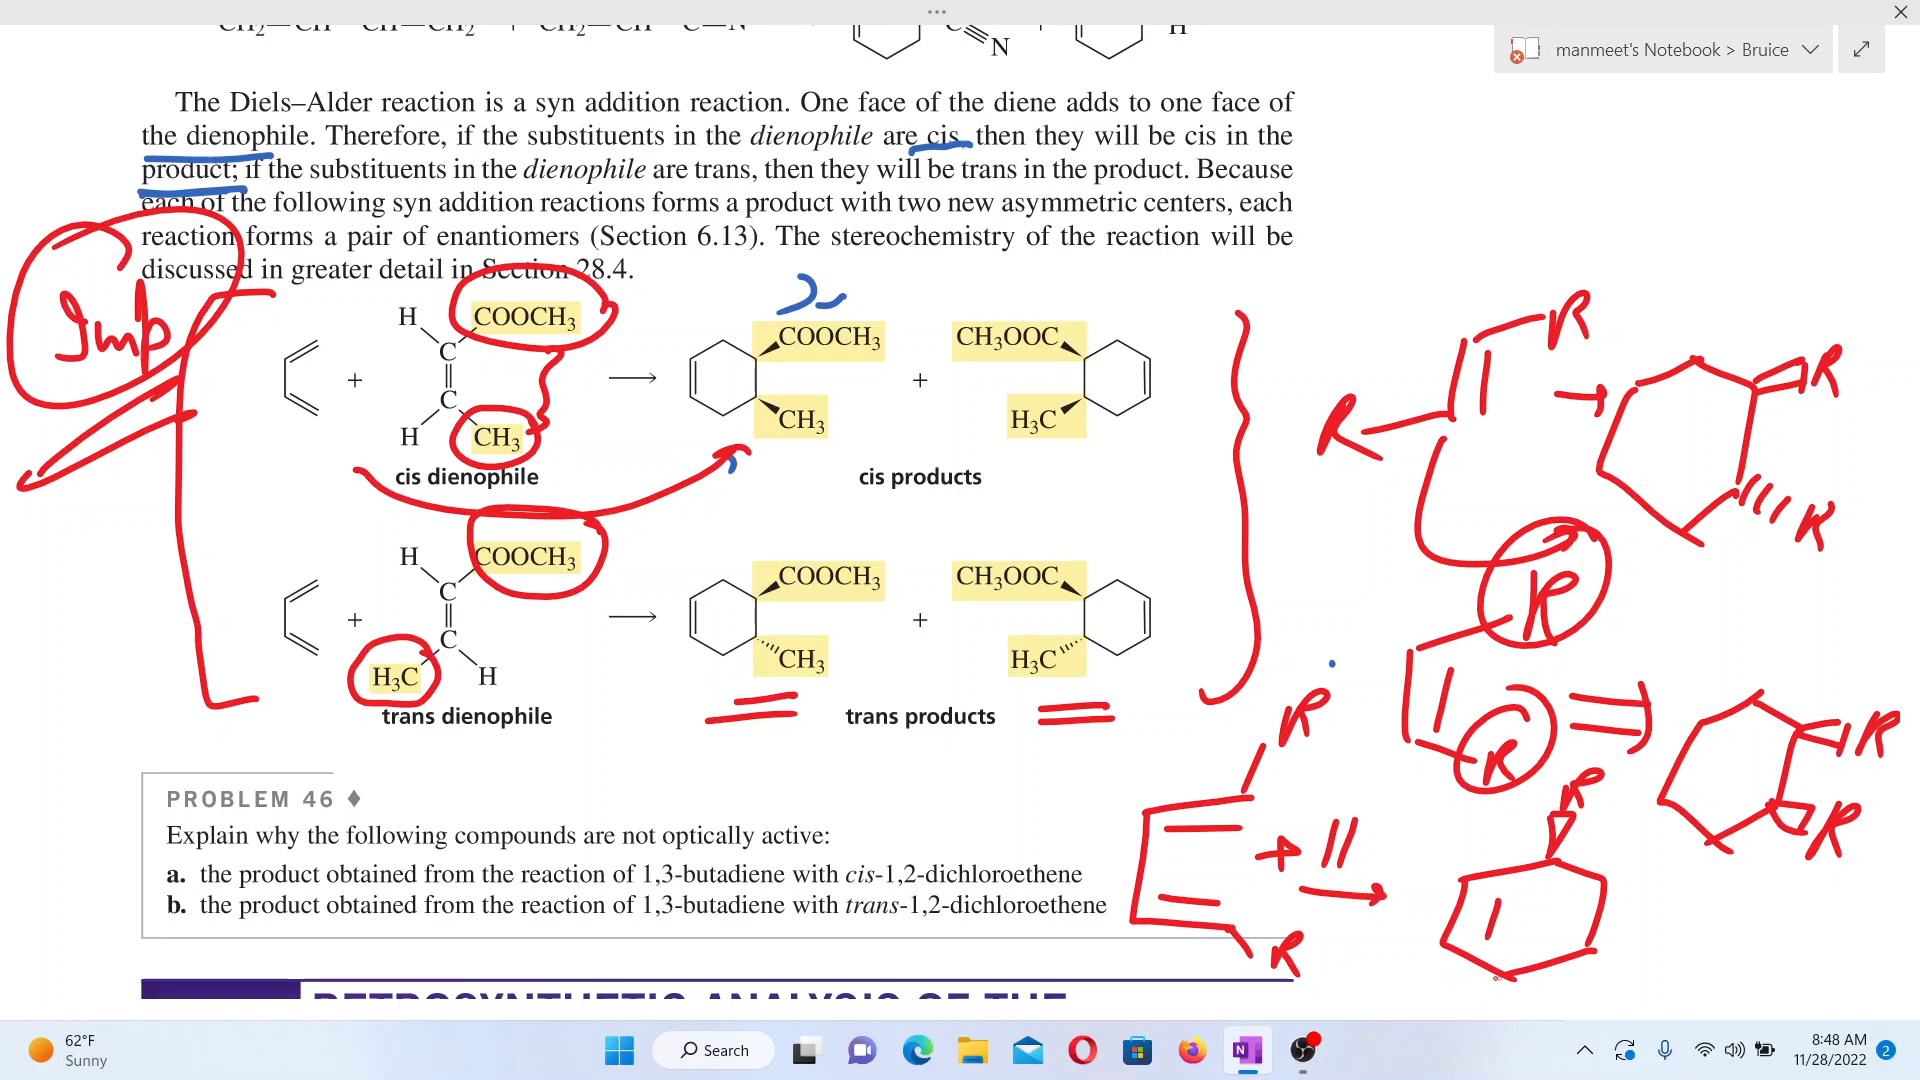 manmeet's Notebook > Bruice
N
H
The Diels–Alder reaction is a syn addition reaction. One face of the diene adds to one face of
the dienophile. Therefore, if the substituents in the dienophile are cis, then they will be cis in the
product; if the substituents in the dienophile are trans, then they will be trans in the product. Because
each of the following syn addition reactions forms a product with two new asymmetric centers, each
reaction forms a pair of enantiomers (Section 6.13). The stereochemistry of the reaction will be
discussed in greater detail in Section 28.4.
Imp
H COOCH3 C C H CH3 +
COOCH3 CH3 + CH3OOC H3C
cis dienophile cis products
H COOCH3 C C H3C H +
COOCH3 CH3 + CH3OOC H3C
trans dienophile trans products
R R R R
R R R R
R R + R
PROBLEM 46 ♦
Explain why the following compounds are not optically active:
a. the product obtained from the reaction of 1,3-butadiene with cis-1,2-dichloroethene
b. the product obtained from the reaction of 1,3-butadiene with trans-1,2-dichloroethene
RETROSYNTHETIC ANALYSIS OF THE
62°F
Sunny
Search
8:48 AM
11/28/2022
2